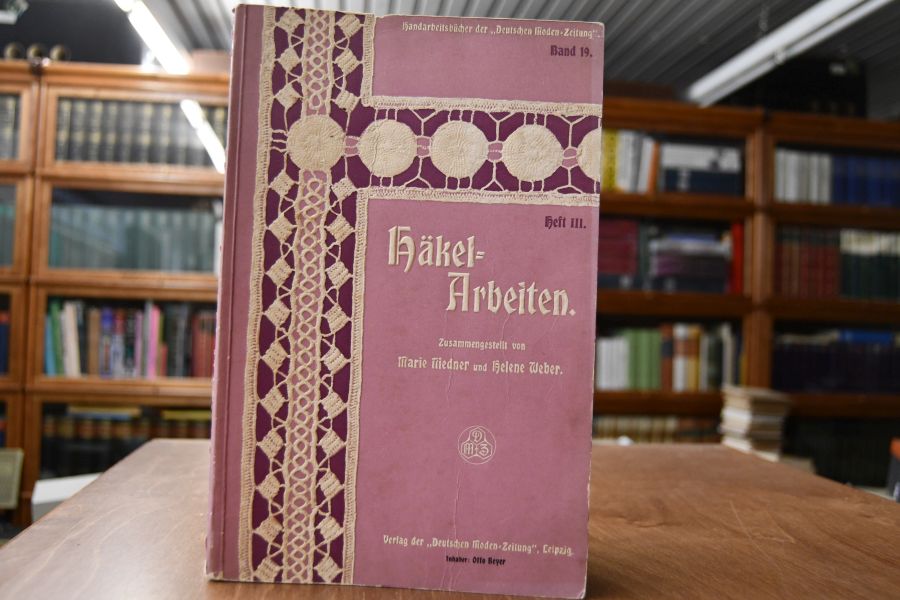 Handarbeitsbücher der „Deutschen Moden-Zeitung".
Band 19.
Heft III.
Häkel-
Arbeiten.
Zusammengestellt von
Marie Niedner und Helene Weber.
D
M Z
Verlag der „Deutschen Moden-Zeitung", Leipzig.
Inhaber: Otto Beyer